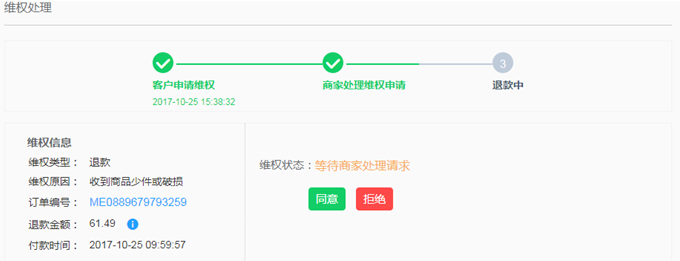 维权处理
3
客户申请维权
商家处理维权申请
退款中
2017-10-25 15:38:32
维权信息
维权类型： 退款
维权原因： 收到商品少件或破损
订单编号： ME0889679793259
退款金额： 61.49
付款时间： 2017-10-25 09:59:57
维权状态：等待商家处理请求
同意 拒绝